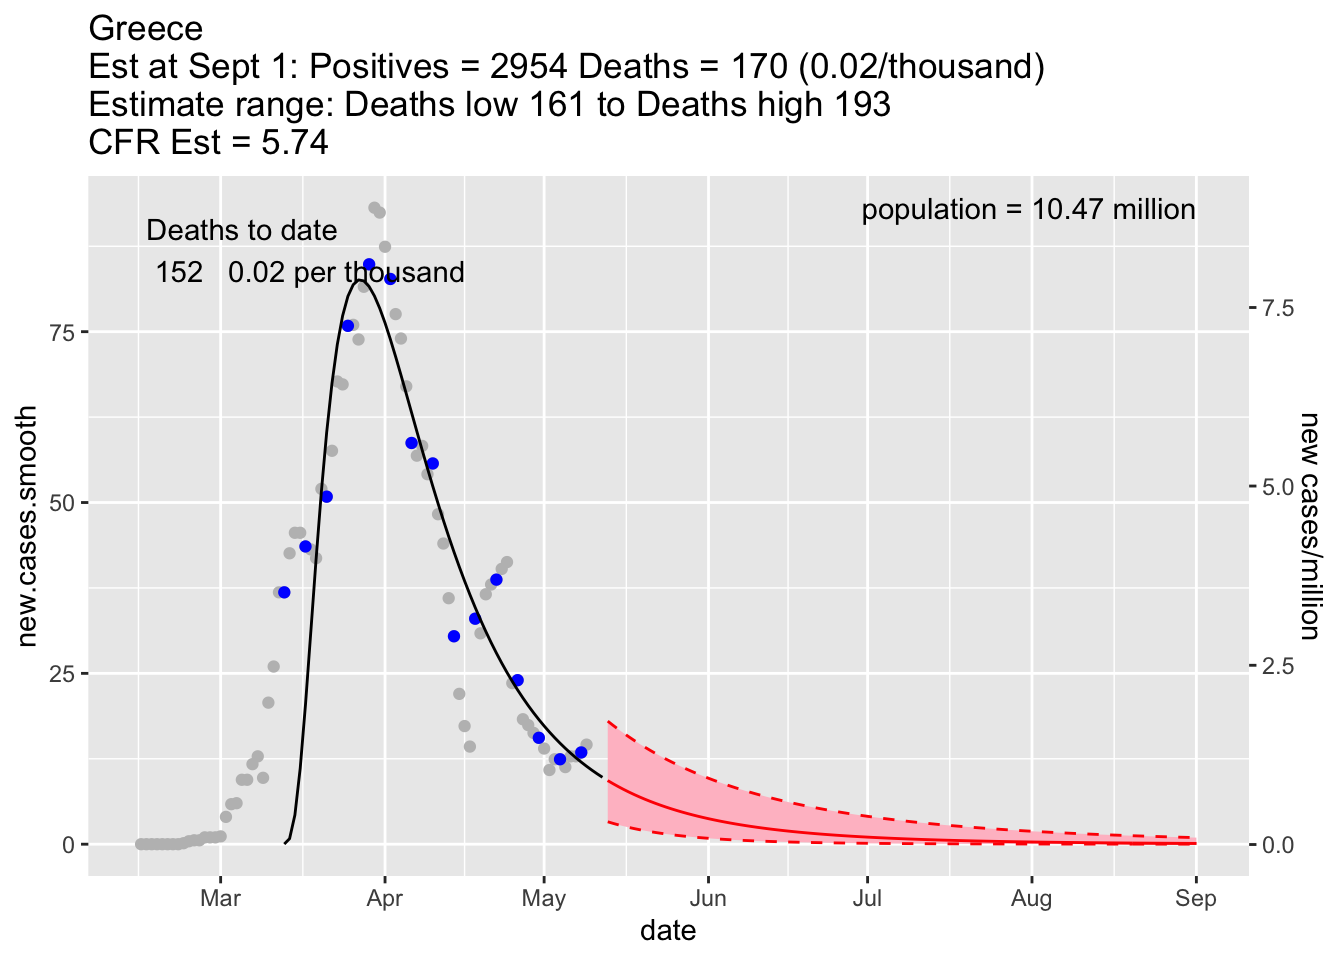 Greece
Est at Sept 1: Positives = 2954 Deaths = 170 (0.02/thousand)
Estimate range: Deaths low 161 to Deaths high 193
CFR Est = 5.74
population = 10.47 million
Deaths to date
152 0.02 per thousand
new.cases.smooth
75
50
25
0
7.5
5.0
2.5
0.0
new cases/million
Mar Apr May Jun Jul Aug Sep
date